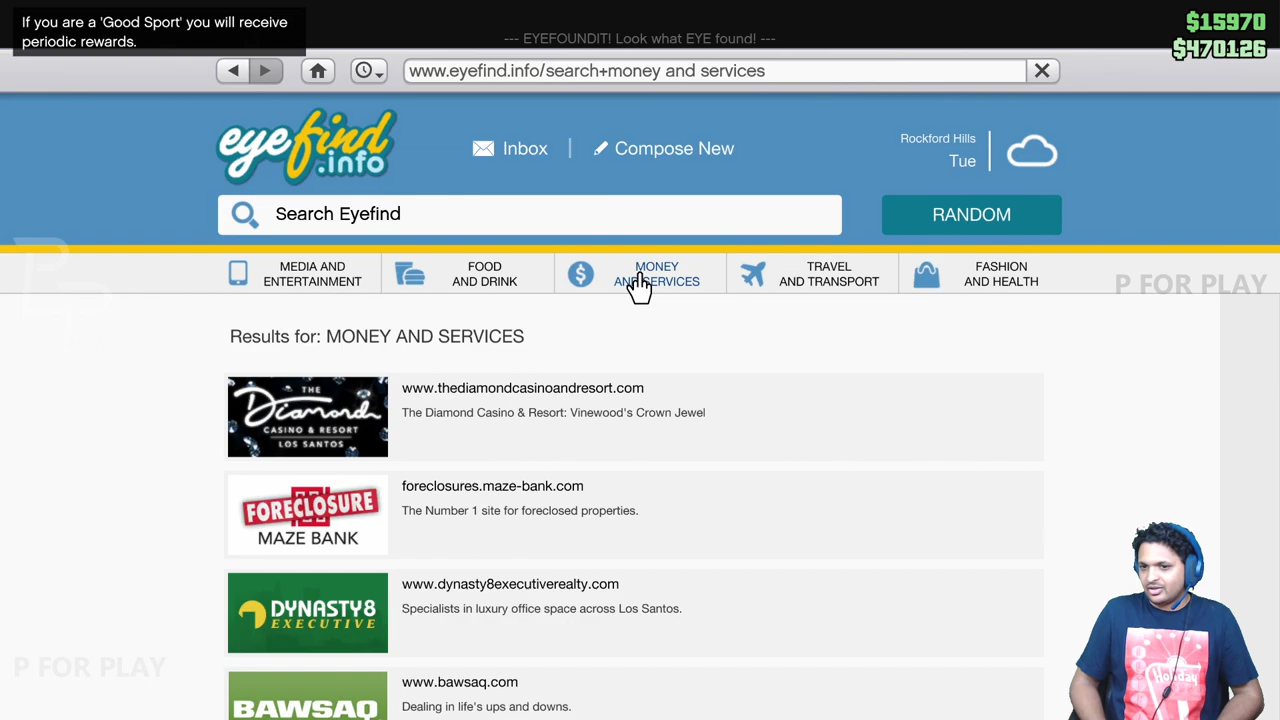 If you are a 'Good Sport' you will receive
periodic rewards.
--- EYEFOUNDIT! Look what EYE found! ---
$15970
$470126
www.eyefind.info/search+money and services
eyefind
.info
Inbox
Compose New
Rockford Hills
Tue
Search Eyefind
RANDOM
MEDIA AND
ENTERTAINMENT
FOOD
AND DRINK
MONEY
AND SERVICES
TRAVEL
AND TRANSPORT
FASHION
AND HEALTH
P FOR PLAY
Results for: MONEY AND SERVICES
THE
Diamond
CASINO & RESORT
LOS SANTOS
www.thediamondcasinoandresort.com
The Diamond Casino & Resort: Vinewood's Crown Jewel
FORECLOSURE
MAZE BANK
foreclosures.maze-bank.com
The Number 1 site for foreclosed properties.
DYNASTY8
EXECUTIVE
www.dynasty8executiverealty.com
Specialists in luxury office space across Los Santos.
BAWSAQ
www.bawsaq.com
Dealing in life's ups and downs.
P FOR PLAY
Holiday